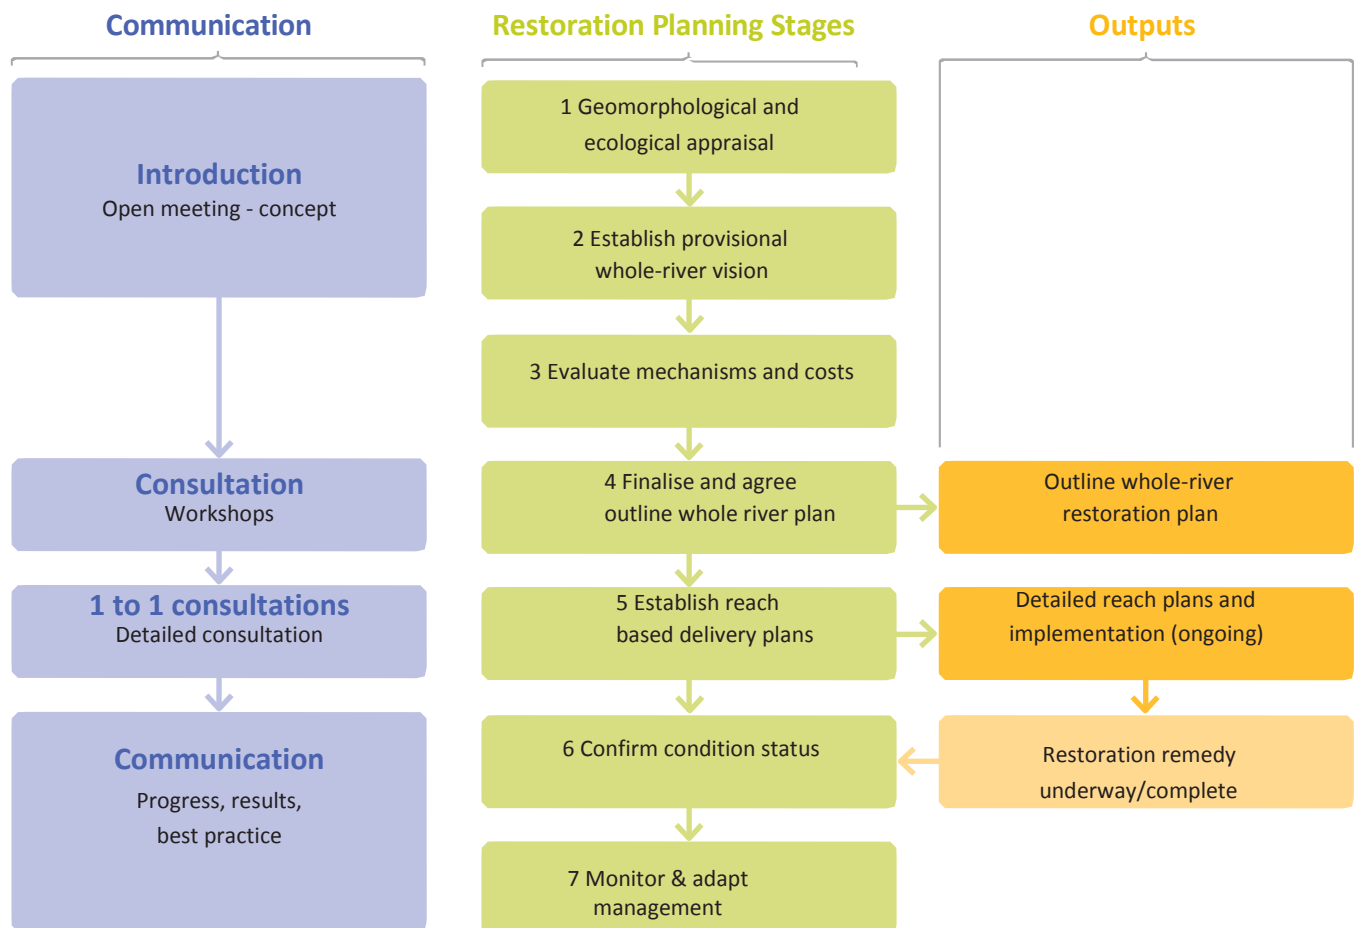 Communication
Introduction
Open meeting - concept
Consultation
Workshops
1 to 1 consultations
Detailed consultation
Communication
Progress, results,
best practice
Restoration Planning Stages
1 Geomorphological and
ecological appraisal
2 Establish provisional
whole-river vision
3 Evaluate mechanisms and costs
4 Finalise and agree
outline whole river plan
5 Establish reach
based delivery plans
6 Confirm condition status
7 Monitor & adapt
management
Outputs
Outline whole-river
restoration plan
Detailed reach plans and
implementation (ongoing)
Restoration remedy
underway/complete